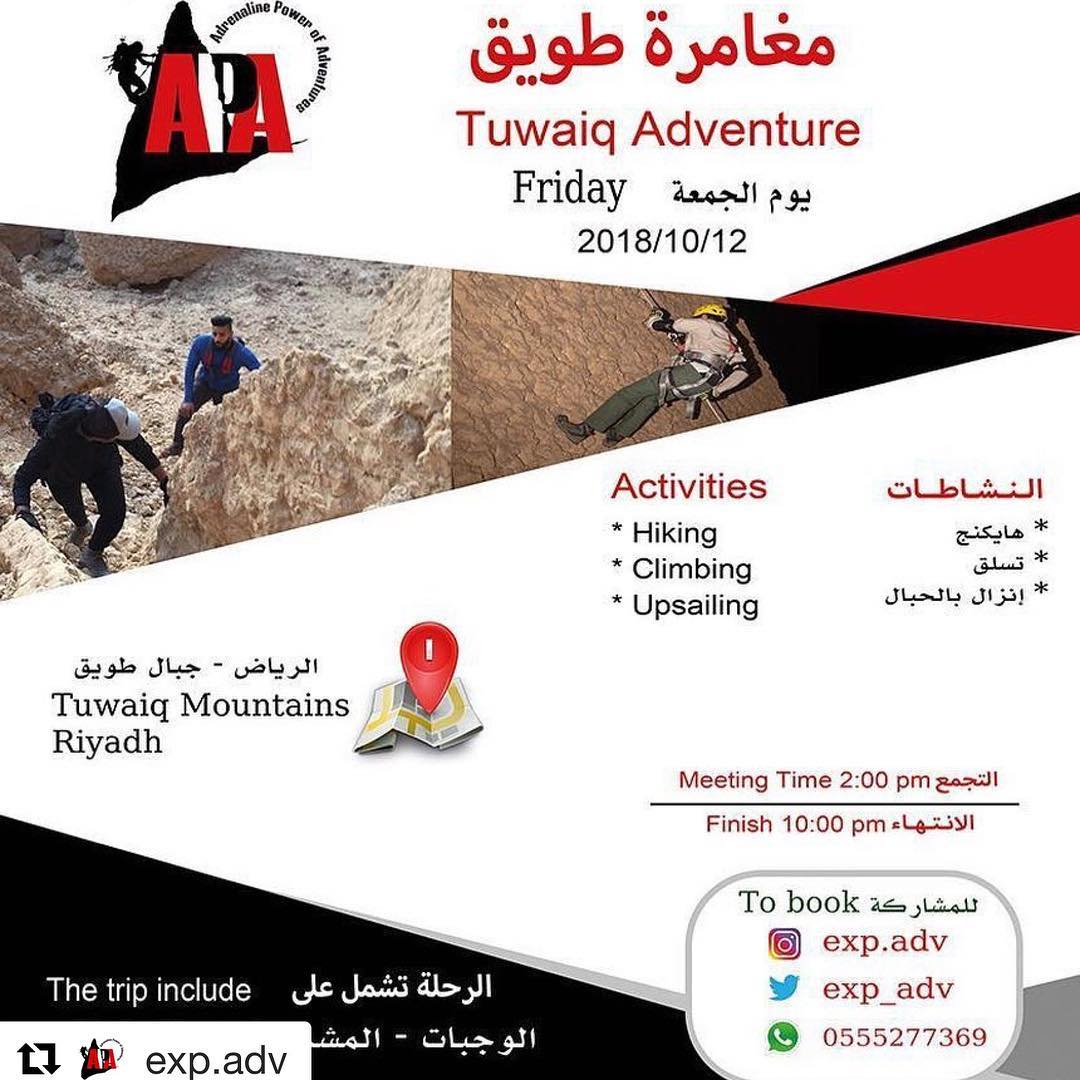 Adrenaline Power of Adventures
APA
مغامرة طويق
Tuwaiq Adventure
Friday يوم الجمعة
2018/10/12
Activities
* Hiking
* Climbing
* Upsailing
النشاطات
* هايكنج
* تسلق
* إنزال بالحبال
الرياض - جبال طويق
Tuwaiq Mountains
Riyadh
Meeting Time 2:00 pm التجمع
Finish 10:00 pm الانتهاء
To book للمشاركة
exp.adv
exp_adv
0555277369
The trip include الرحلة تشمل على
الوجبات -
exp.adv